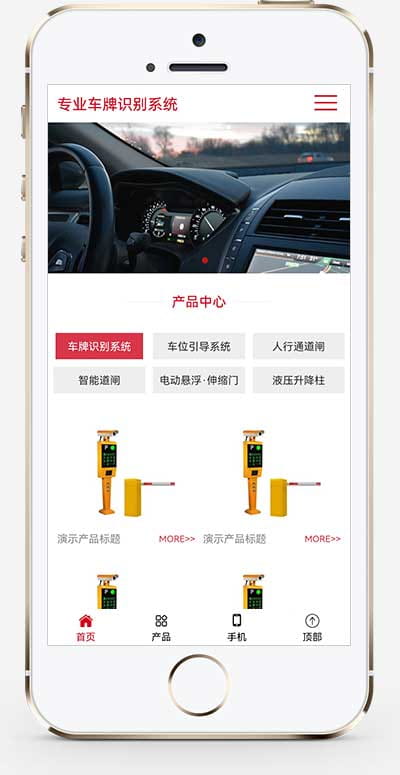 专业车牌识别系统
产品中心
车牌识别系统 车位引导系统 人行通道闸
智能道闸 电动悬浮·伸缩门 液压升降柱
演示产品标题 MORE>> 演示产品标题 MORE>>
首页 产品 手机 顶部